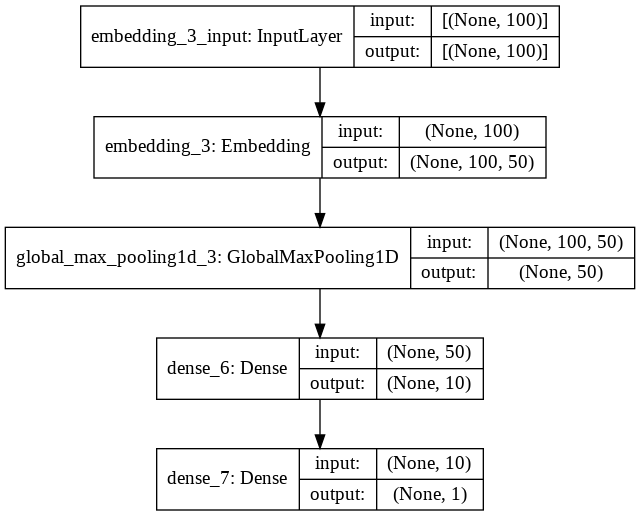 embedding_3_input: InputLayer
input: [(None, 100)]
output: [(None, 100)]
embedding_3: Embedding
input: (None, 100)
output: (None, 100, 50)
global_max_pooling1d_3: GlobalMaxPooling1D
input: (None, 100, 50)
output: (None, 50)
dense_6: Dense
input: (None, 50)
output: (None, 10)
dense_7: Dense
input: (None, 10)
output: (None, 1)